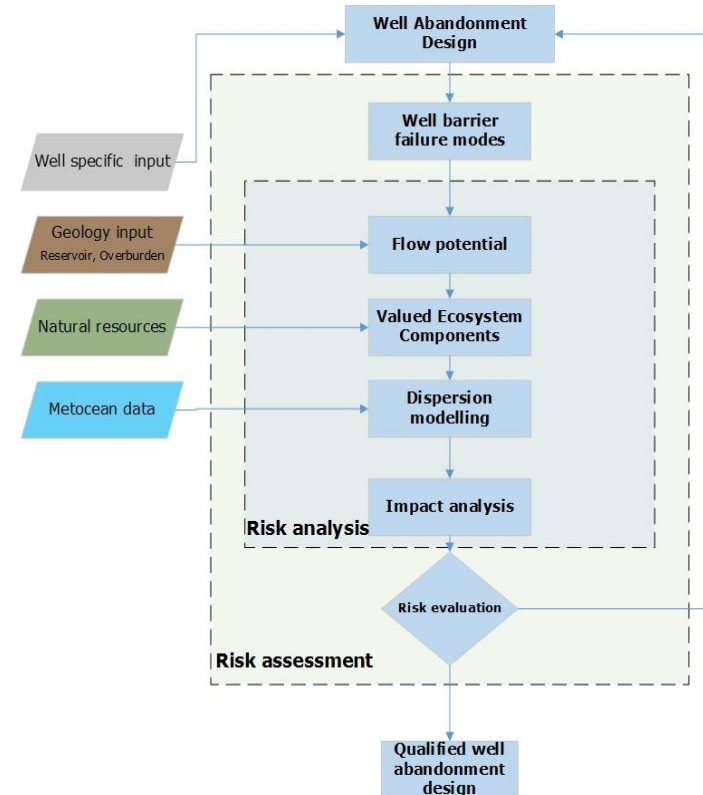 Well Abandonment
Design
Well barrier
failure modes
Well specific input
Geology input
Reservoir, Overburden
Flow potential
Natural resources
Valued Ecosystem
Components
Metocean data
Dispersion
modelling
Impact analysis
Risk analysis
Risk evaluation
Risk assessment
Qualified well
abandonment
design